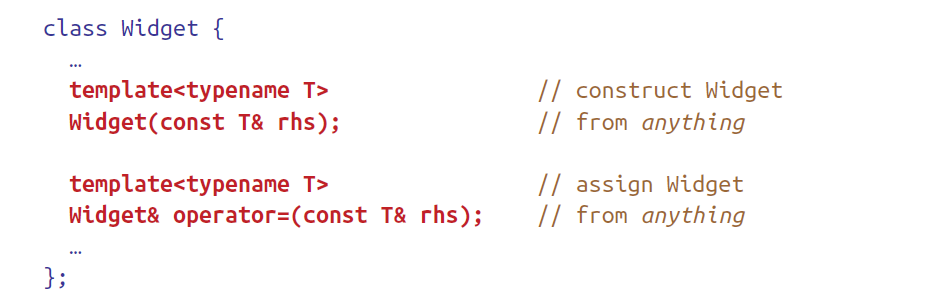 class Widget {
…
template<typename T> // construct Widget
Widget(const T& rhs); // from anything
template<typename T> // assign Widget
Widget& operator=(const T& rhs); // from anything
…
};